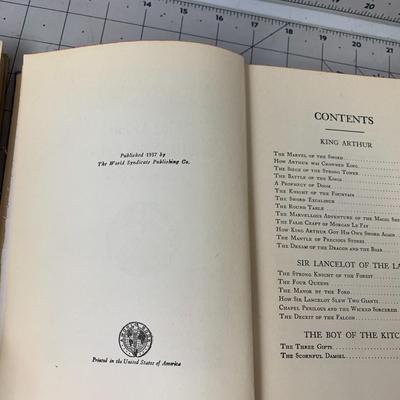 Published 1937 by
The World Syndicate Publishing Co.
Printed in the United States of America
CONTENTS
KING ARTHUR
The Marvel of the Sword
How Arthur was Crowned King
The Siege of the Strong Tower
The Battle of the Kings
A Prophecy of Doom
The Knight of the Fountain
The Sword Excalibur
The Round Table
The Marvellous Adventure of the Magic
The False Craft of Morgan Le Fay
How King Arthur Got His Own Sword Again
The Mantle of Precious Stones
The Dream of the Dragon and the Boar
SIR LANCELOT OF THE LA
The Strong Knight of the Forest
The Four Queens
The Manor by the Ford
How Sir Lancelot Slew Two Giants
Chapel Perilous and the Wicked Sorceress
The Deceit of the Falcon
THE BOY OF THE KITC
The Three Gifts
The Scornful Damsel